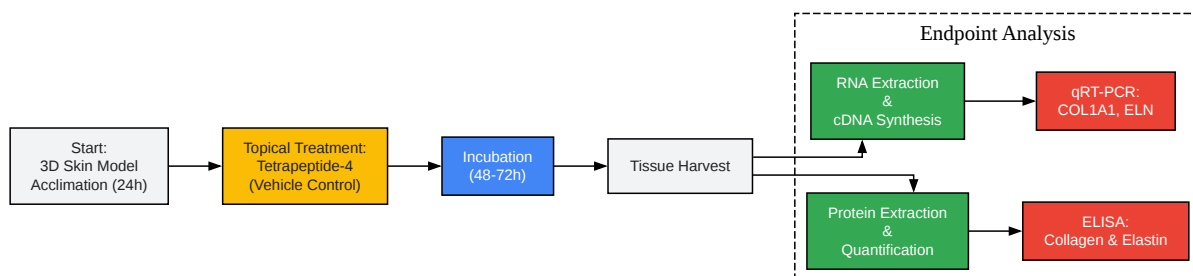 Start:
3D Skin Model
Acclimation (24h)
Topical Treatment:
Tetrapeptide-4
(Vehicle Control)
Incubation
(48-72h)
Tissue Harvest
Endpoint Analysis
RNA Extraction
&
cDNA Synthesis
qRT-PCR:
COL1A1, ELN
Protein Extraction
&
Quantification
ELISA:
Collagen & Elastin